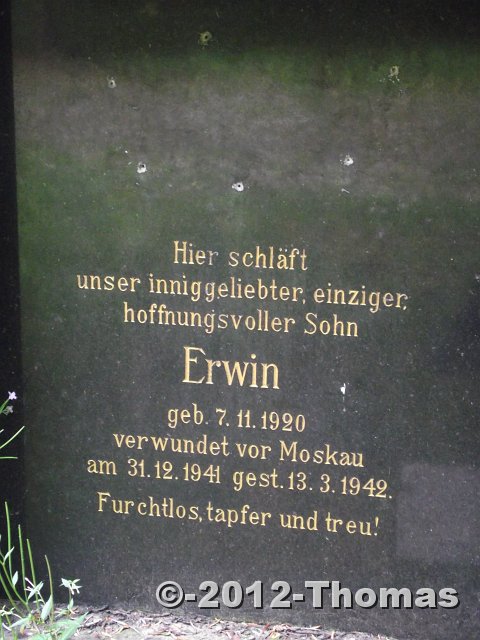 Hier schläft
unser inniggeliebter, einziger,
hoffnungsvoller Sohn
Erwin
geb. 7. 11. 1920
verwundet vor Moskau
am 31. 12. 1941 gest. 13. 3. 1942.
Furchtlos, tapfer und treu!
©-2012-Thomas